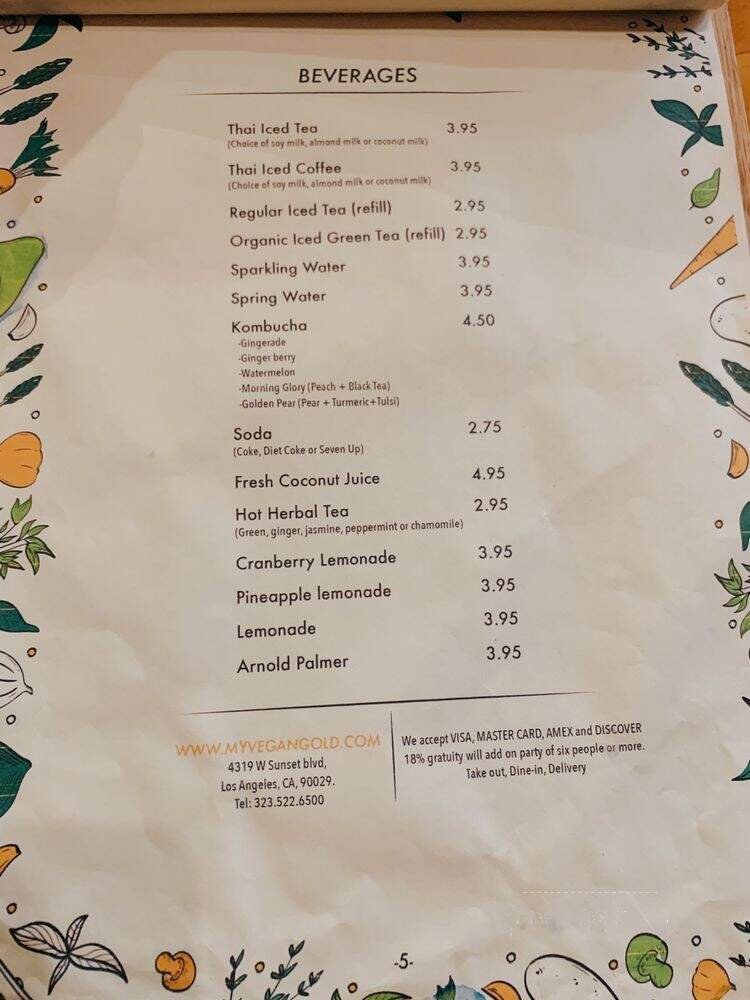 BEVERAGES
Thai Iced Tea 3.95
(Choice of soy milk, almond milk or coconut milk)
Thai Iced Coffee 3.95
(Choice of soy milk, almond milk or coconut milk)
Regular Iced Tea (refill) 2.95
Organic Iced Green Tea (refill) 2.95
Sparkling Water 3.95
Spring Water 3.95
Kombucha 4.50
-Gingerade
-Ginger berry
-Watermelon
-Morning Glory (Peach + Black Tea)
-Golden Pear (Pear + Turmeric+Tulsi)
Soda 2.75
(Coke, Diet Coke or Seven Up)
Fresh Coconut Juice 4.95
Hot Herbal Tea 2.95
(Green, ginger, jasmine, peppermint or chamomile)
Cranberry Lemonade 3.95
Pineapple lemonade 3.95
Lemonade 3.95
Arnold Palmer 3.95
WWW.MYVEGANGOLD.COM
4319 W Sunset blvd,
Los Angeles, CA, 90029.
Tel: 323.522.6500
We accept VISA, MASTER CARD, AMEX and DISCOVER
18% gratuity will add on party of six people or more.
Take out, Dine-in, Delivery
-5-